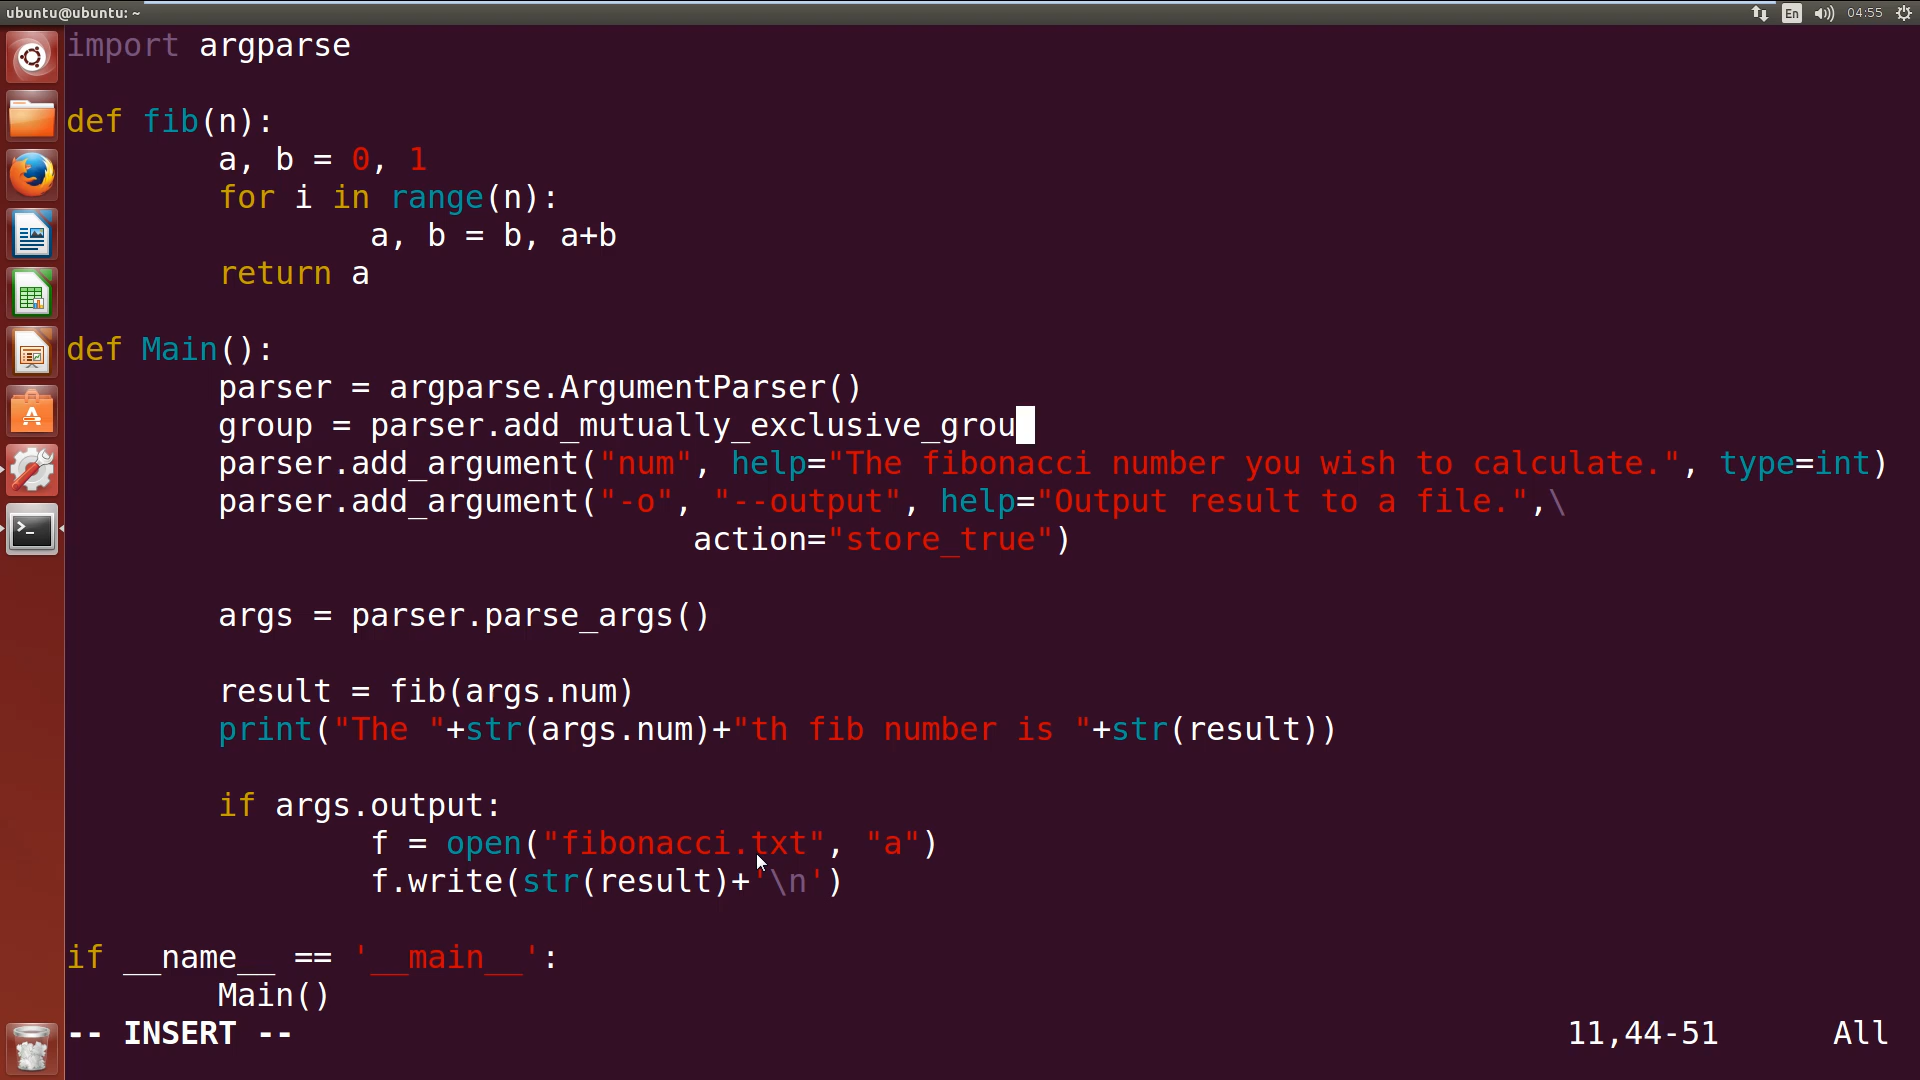 ubuntu@ubuntu: ~
En 04:55
import argparse
def fib(n):
a, b = 0, 1
for i in range(n):
a, b = b, a+b
return a
def Main():
parser = argparse.ArgumentParser()
group = parser.add_mutually_exclusive_grou
parser.add_argument("num", help="The fibonacci number you wish to calculate.", type=int)
parser.add_argument("-o", "--output", help="Output result to a file.",\
action="store_true")
args = parser.parse_args()
result = fib(args.num)
print("The "+str(args.num)+"th fib number is "+str(result))
if args.output:
f = open("fibonacci.txt", "a")
f.write(str(result)+'\n')
if __name__ == '__main__':
Main()
-- INSERT --
11,44-51 All